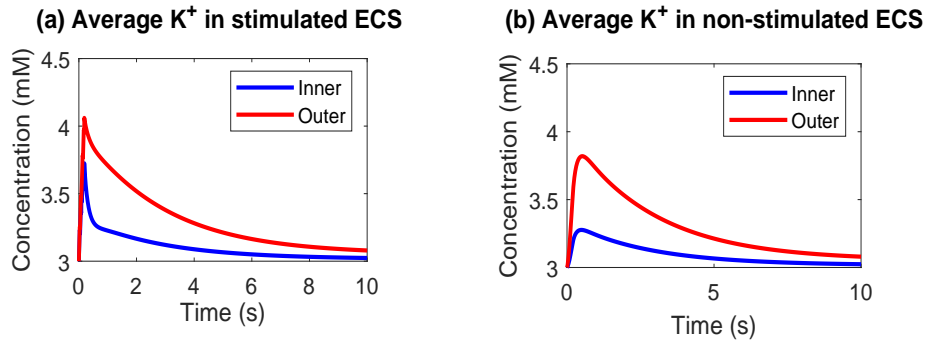 (a) Average K+ in stimulated ECS
Concentration (mM)
4.5
4
3.5
3
0 2 4 6 8 10
Time (s)
Inner
Outer
(b) Average K+ in non-stimulated ECS
Concentration (mM)
4.5
4
3.5
3
0 5 10
Time (s)
Inner
Outer